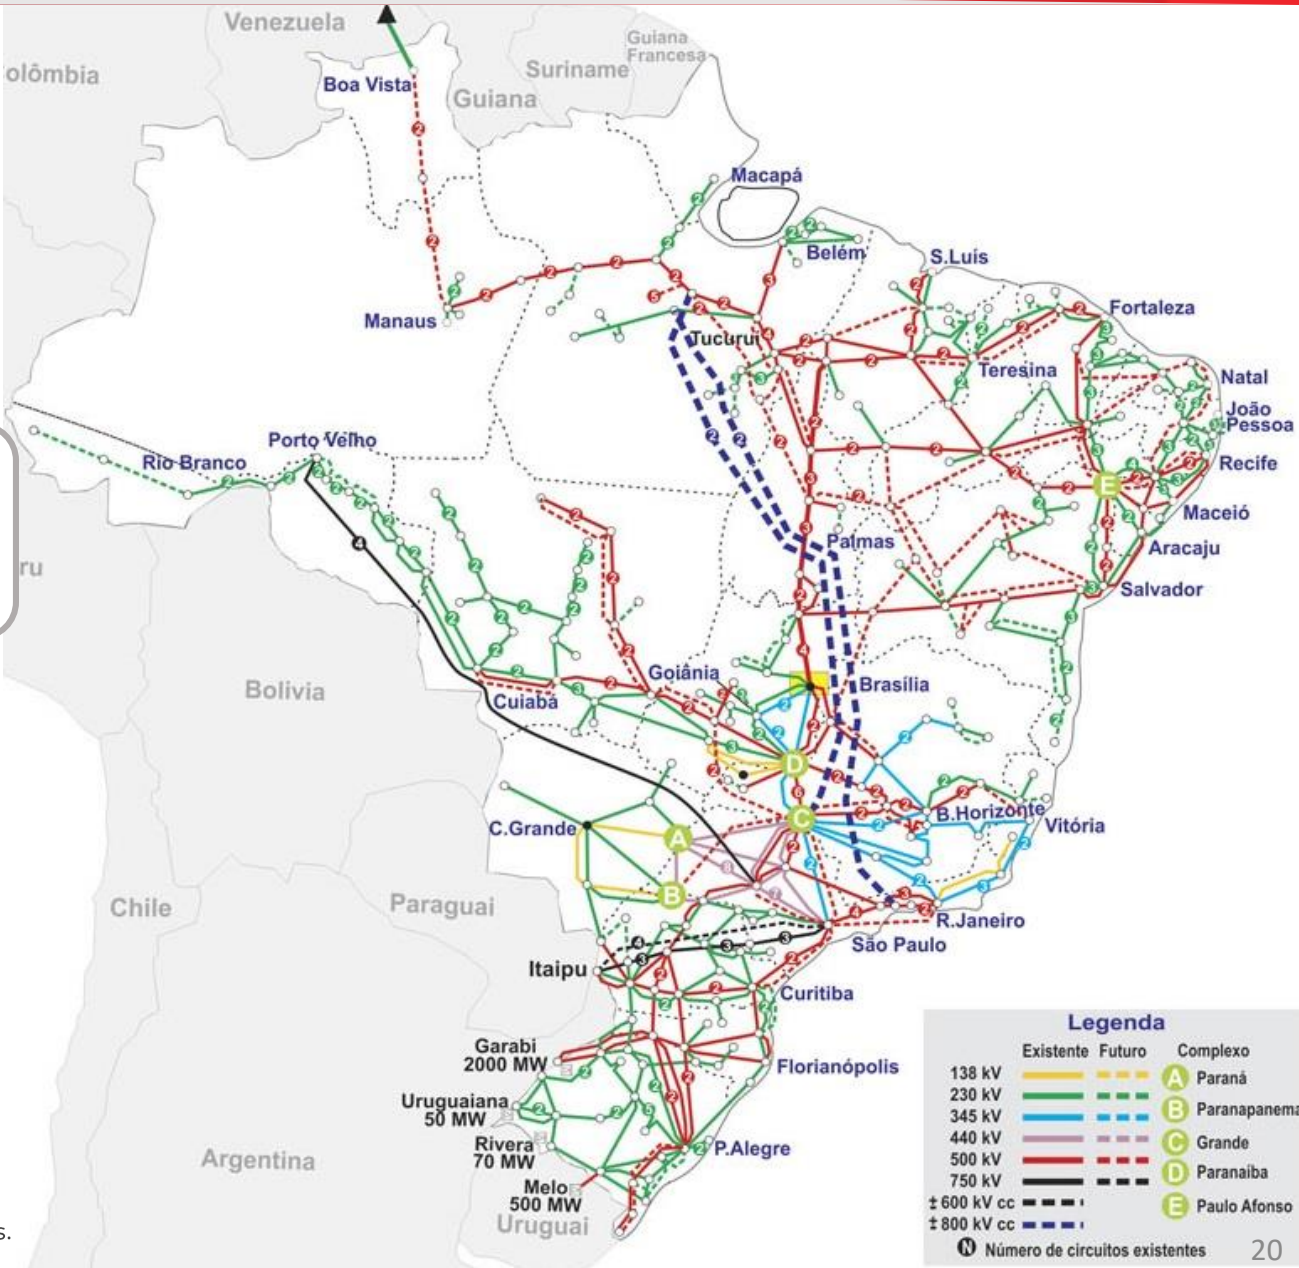 Venezuela
Guiana
Francesa
Suriname
olômbia
Boa Vista
Guiana
Macapá
Belém
S.Luís
Manaus
Fortaleza
Tucuruí
Teresina
Natal
João
Pessoa
Porto Velho
Rio Branco
Recife
E
Maceió
Palmas
Aracaju
ru
Salvador
Goiânia
Brasília
Bolivia
Cuiabá
D
B.Horizonte
C
C.Grande
A
Vitória
B
Chile
Paraguai
R.Janeiro
São Paulo
Itaipu
Curitiba
Garabi
2000 MW
Florianópolis
Uruguaiana
50 MW
Rivera
70 MW
P.Alegre
Argentina
Melo
500 MW
Uruguai
s.
Legenda
Existente Futuro Complexo
138 kV A Paraná
230 kV
345 kV B Paranapanema
440 kV C Grande
500 kV D Paranaíba
750 kV
±600 kV cc E Paulo Afonso
±800 kV cc
N Número de circuitos existentes
20